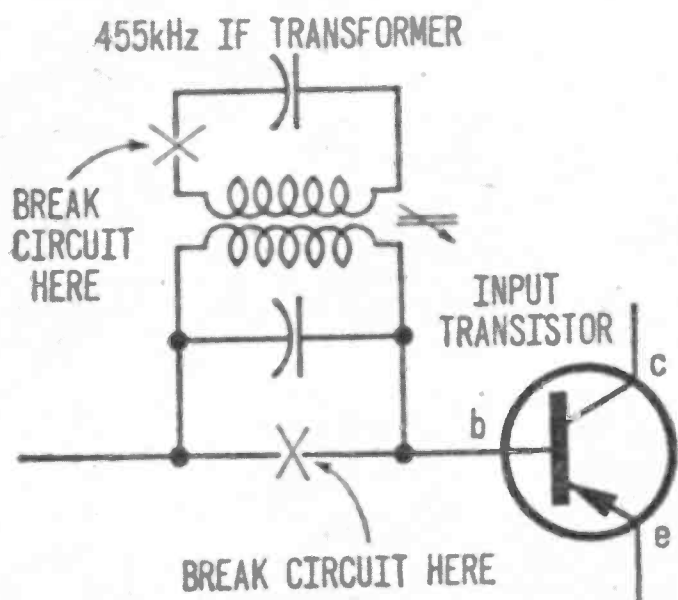 455kHz IF TRANSFORMER
BREAK
CIRCUIT
HERE
INPUT
TRANSISTOR
c
b
e
BREAK CIRCUIT HERE